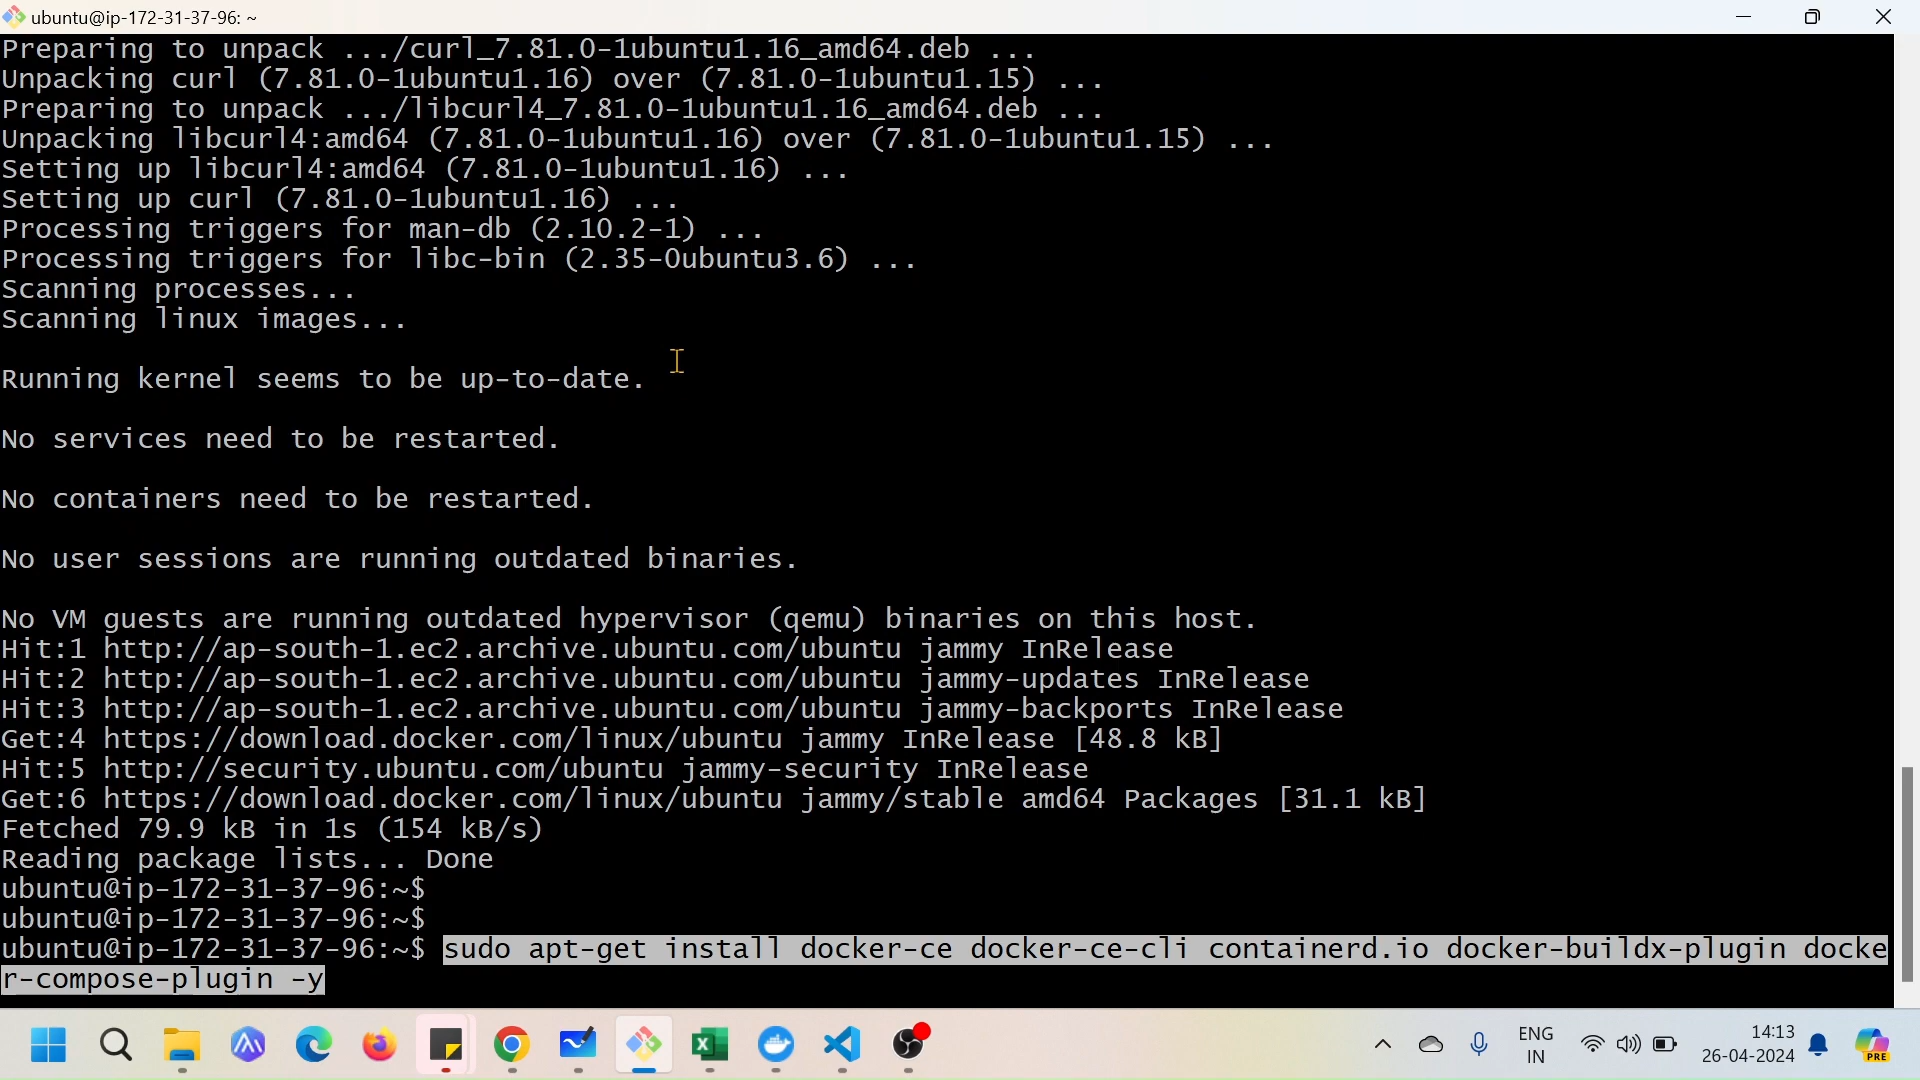 ubuntu@ip-172-31-37-96: ~
Preparing to unpack .../curl_7.81.0-1ubuntu1.16_amd64.deb ...
Unpacking curl (7.81.0-1ubuntu1.16) over (7.81.0-1ubuntu1.15) ...
Preparing to unpack .../libcurl4_7.81.0-1ubuntu1.16_amd64.deb ...
Unpacking libcurl4:amd64 (7.81.0-1ubuntu1.16) over (7.81.0-1ubuntu1.15) ...
Setting up libcurl4:amd64 (7.81.0-1ubuntu1.16) ...
Setting up curl (7.81.0-1ubuntu1.16) ...
Processing triggers for man-db (2.10.2-1) ...
Processing triggers for libc-bin (2.35-0ubuntu3.6) ...
Scanning processes...
Scanning linux images...
Running kernel seems to be up-to-date.
No services need to be restarted.
No containers need to be restarted.
No user sessions are running outdated binaries.
No VM guests are running outdated hypervisor (qemu) binaries on this host.
Hit:1 http://ap-south-1.ec2.archive.ubuntu.com/ubuntu jammy InRelease
Hit:2 http://ap-south-1.ec2.archive.ubuntu.com/ubuntu jammy-updates InRelease
Hit:3 http://ap-south-1.ec2.archive.ubuntu.com/ubuntu jammy-backports InRelease
Get:4 https://download.docker.com/linux/ubuntu jammy InRelease [48.8 kB]
Hit:5 http://security.ubuntu.com/ubuntu jammy-security InRelease
Get:6 https://download.docker.com/linux/ubuntu jammy/stable amd64 Packages [31.1 kB]
Fetched 79.9 kB in 1s (154 kB/s)
Reading package lists... Done
ubuntu@ip-172-31-37-96:~$
ubuntu@ip-172-31-37-96:~$
ubuntu@ip-172-31-37-96:~$ sudo apt-get install docker-ce docker-ce-cli containerd.io docker-buildx-plugin docke
r-compose-plugin -y
ENG
IN
14:13
26-04-2024
PRE